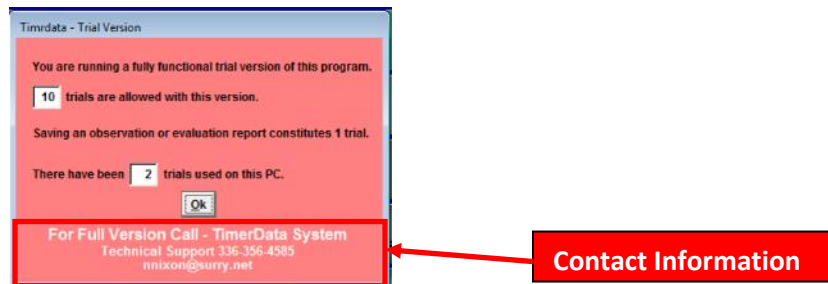 Timrdata - Trial Version
You are running a fully functional trial version of this program.
10 trials are allowed with this version.
Saving an observation or evaluation report constitutes 1 trial.
There have been 2 trials used on this PC.
Ok
For Full Version Call - TimerData System
Technical Support 336-356-4585
nnixon@surry.net
Contact Information